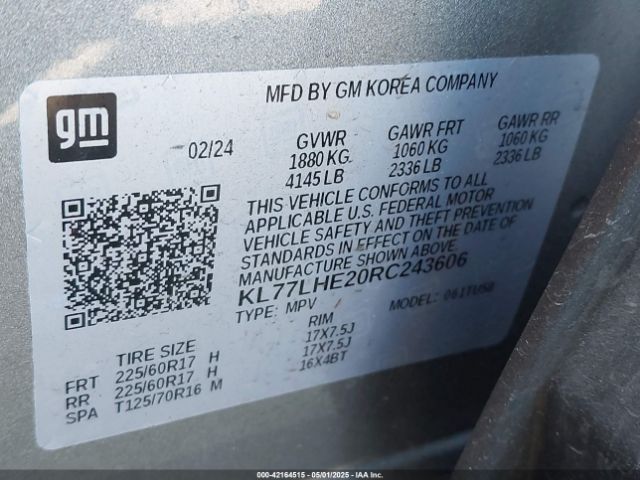 gm
MFD BY GM KOREA COMPANY
02/24
GVWR
1880 KG
4145 LB
GAWR FRT
1060 KG
2336 LB
GAWR RR
1060 KG
2336 LB
THIS VEHICLE CONFORMS TO ALL
APPLICABLE U.S. FEDERAL MOTOR
VEHICLE SAFETY AND THEFT PREVENTION
STANDARDS IN EFFECT ON THE DATE OF
MANUFACTURE SHOWN ABOVE.
KL77LHE20RC243606
TYPE: MPV MODEL:
TIRE SIZE RIM
FRT 225/60R17 H 17X7.5J
RR 225/60R17 H 17X7.5J
SPA T125/70R16 M 16X4BT
000-42164515 - 05/01/2025 - IAAI, Inc.